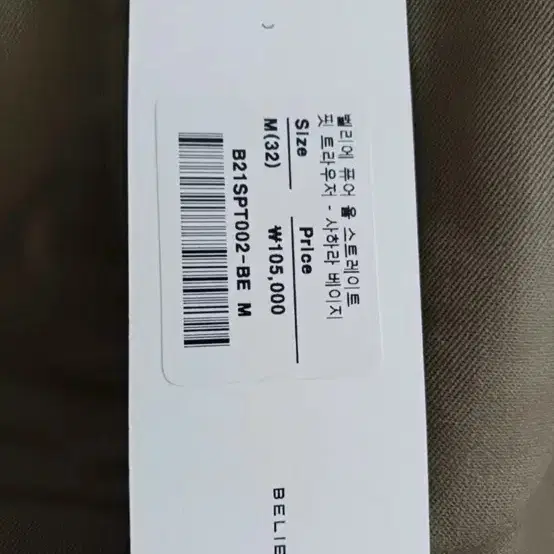 벨리에 퓨어 울 스트레이트
핏 트라우저 - 사하라 베이지
Size Price
M(32) ₩105,000
B21SPT002-BE M
BELIE